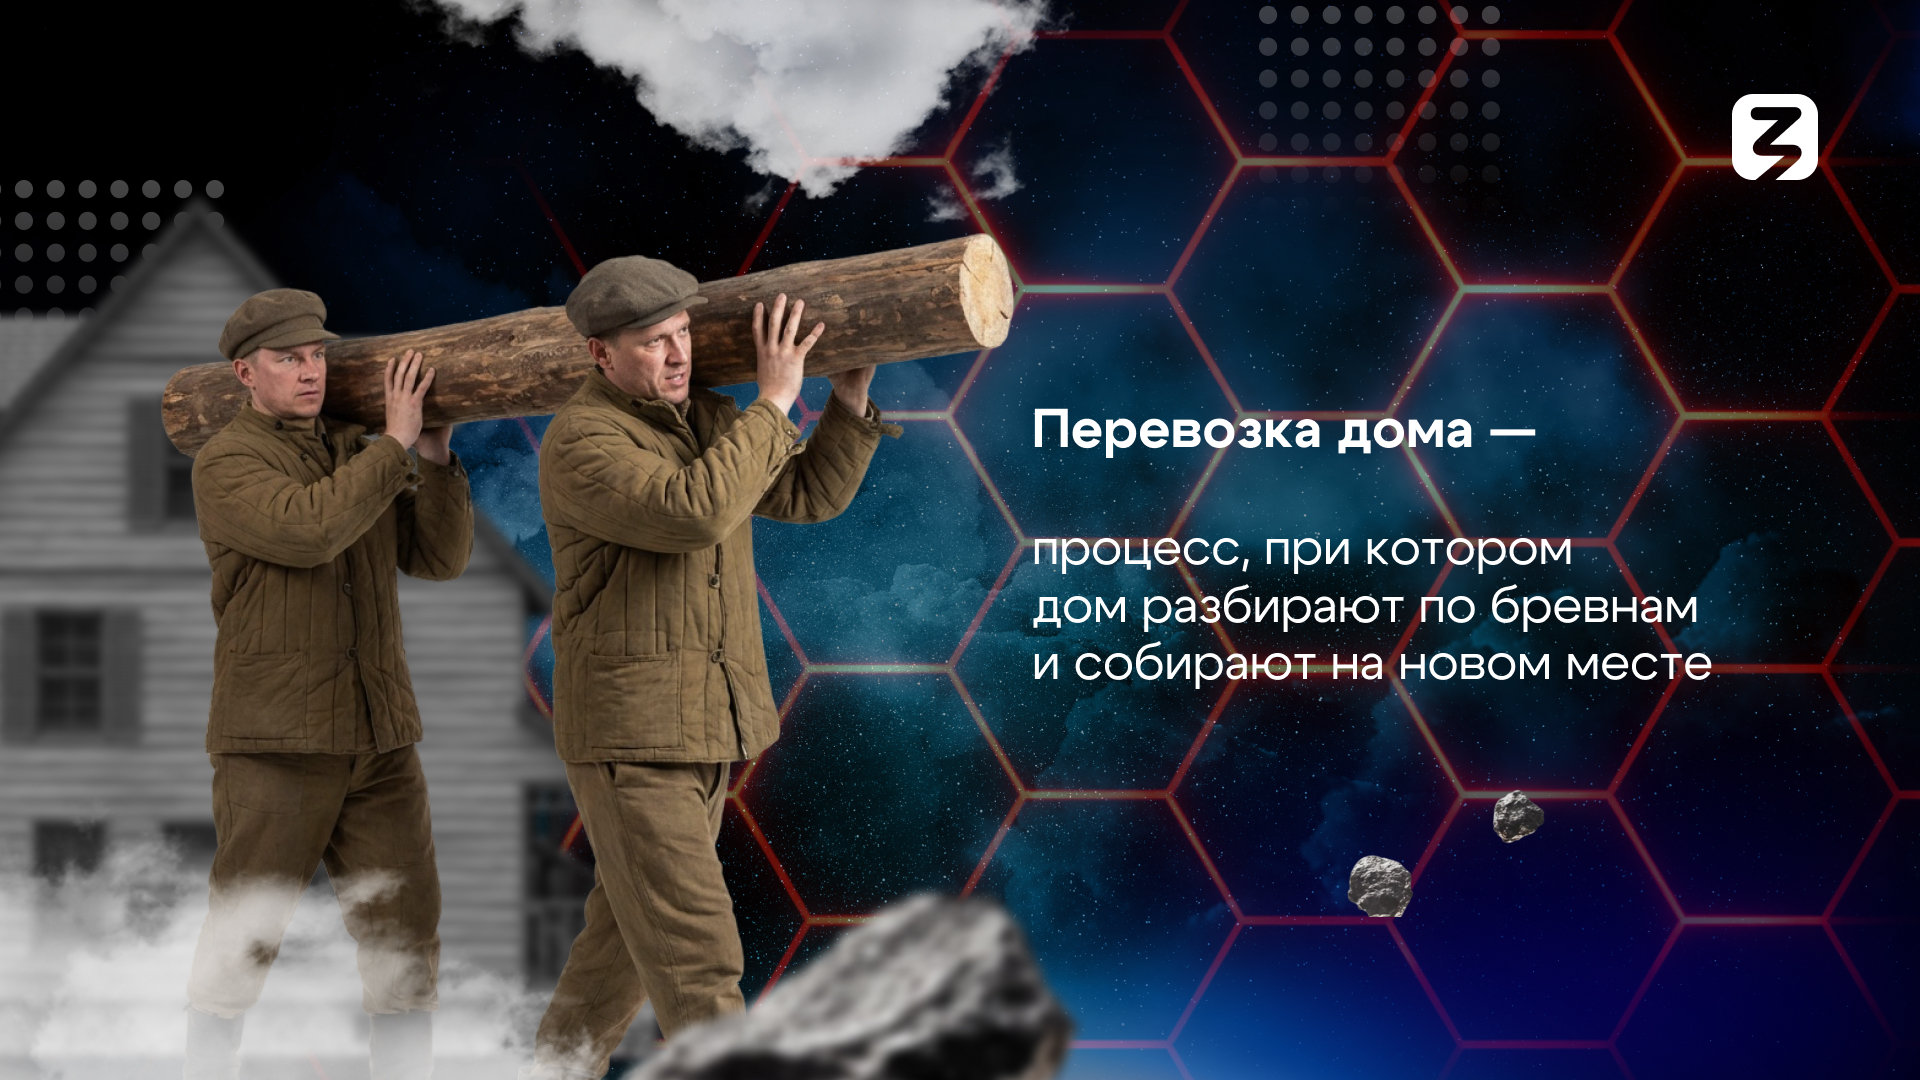 Перевозка дома —
процесс, при котором
дом разбирают по бревнам
и собирают на новом месте